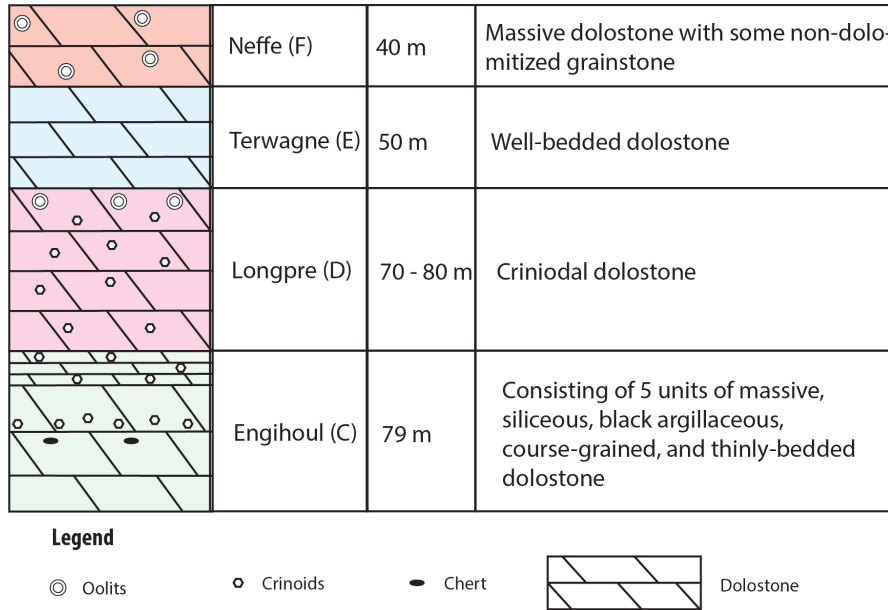 Neffe (F)
40 m
Massive dolostone with some non-dolo-
mitized grainstone
Terwagne (E)
50 m
Well-bedded dolostone
Longpre (D)
70 - 80 m
Criniodal dolostone
Engihoul (C)
79 m
Consisting of 5 units of massive,
siliceous, black argillaceous,
course-grained, and thinly-bedded
dolostone
Legend
Oolits
Crinoids
Chert
Dolostone